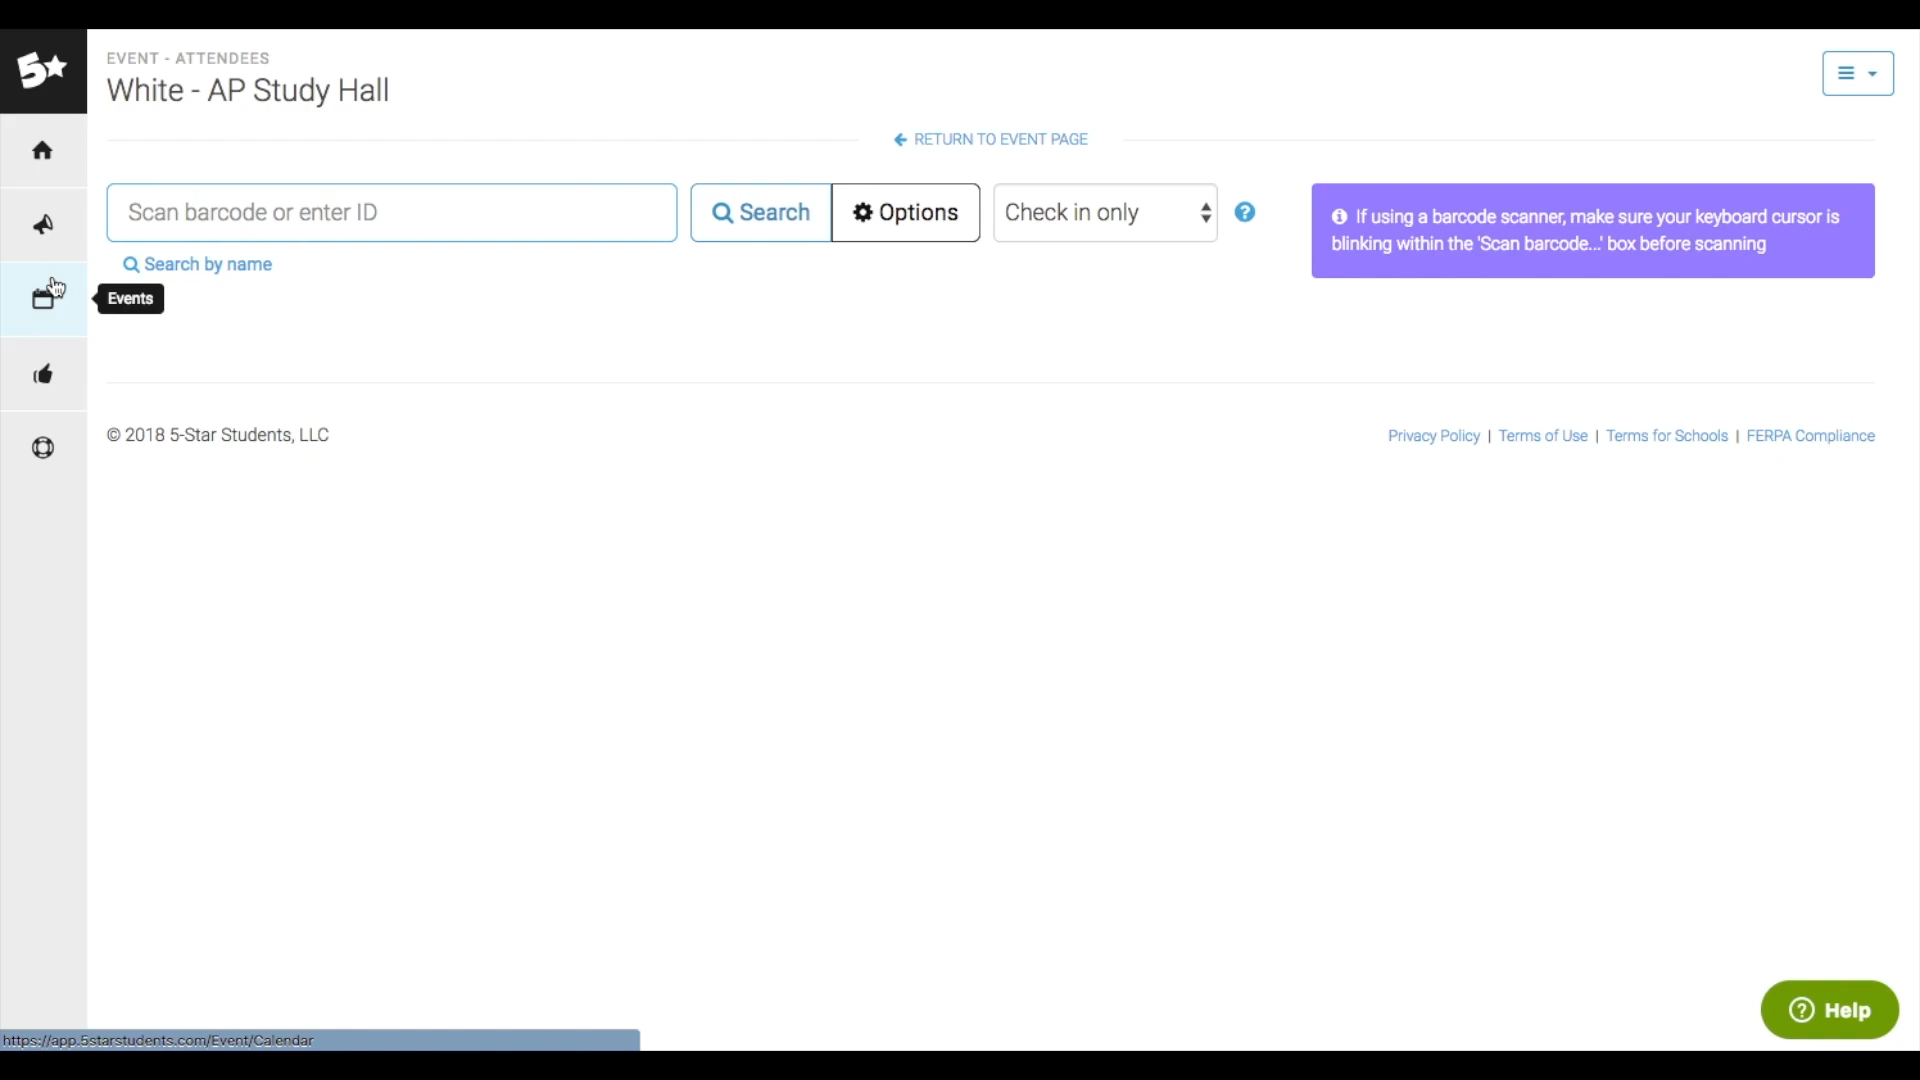 5
EVENT - ATTENDEES
White - AP Study Hall
RETURN TO EVENT PAGE
Scan barcode or enter ID
Search
Options
Check in only
?
If using a barcode scanner, make sure your keyboard cursor is
blinking within the 'Scan barcode...' box before scanning
Search by name
Events
© 2018 5-Star Students, LLC
Privacy Policy | Terms of Use | Terms for Schools | FERPA Compliance
? Help
https://app.5starstudents.com/Event/Calendar